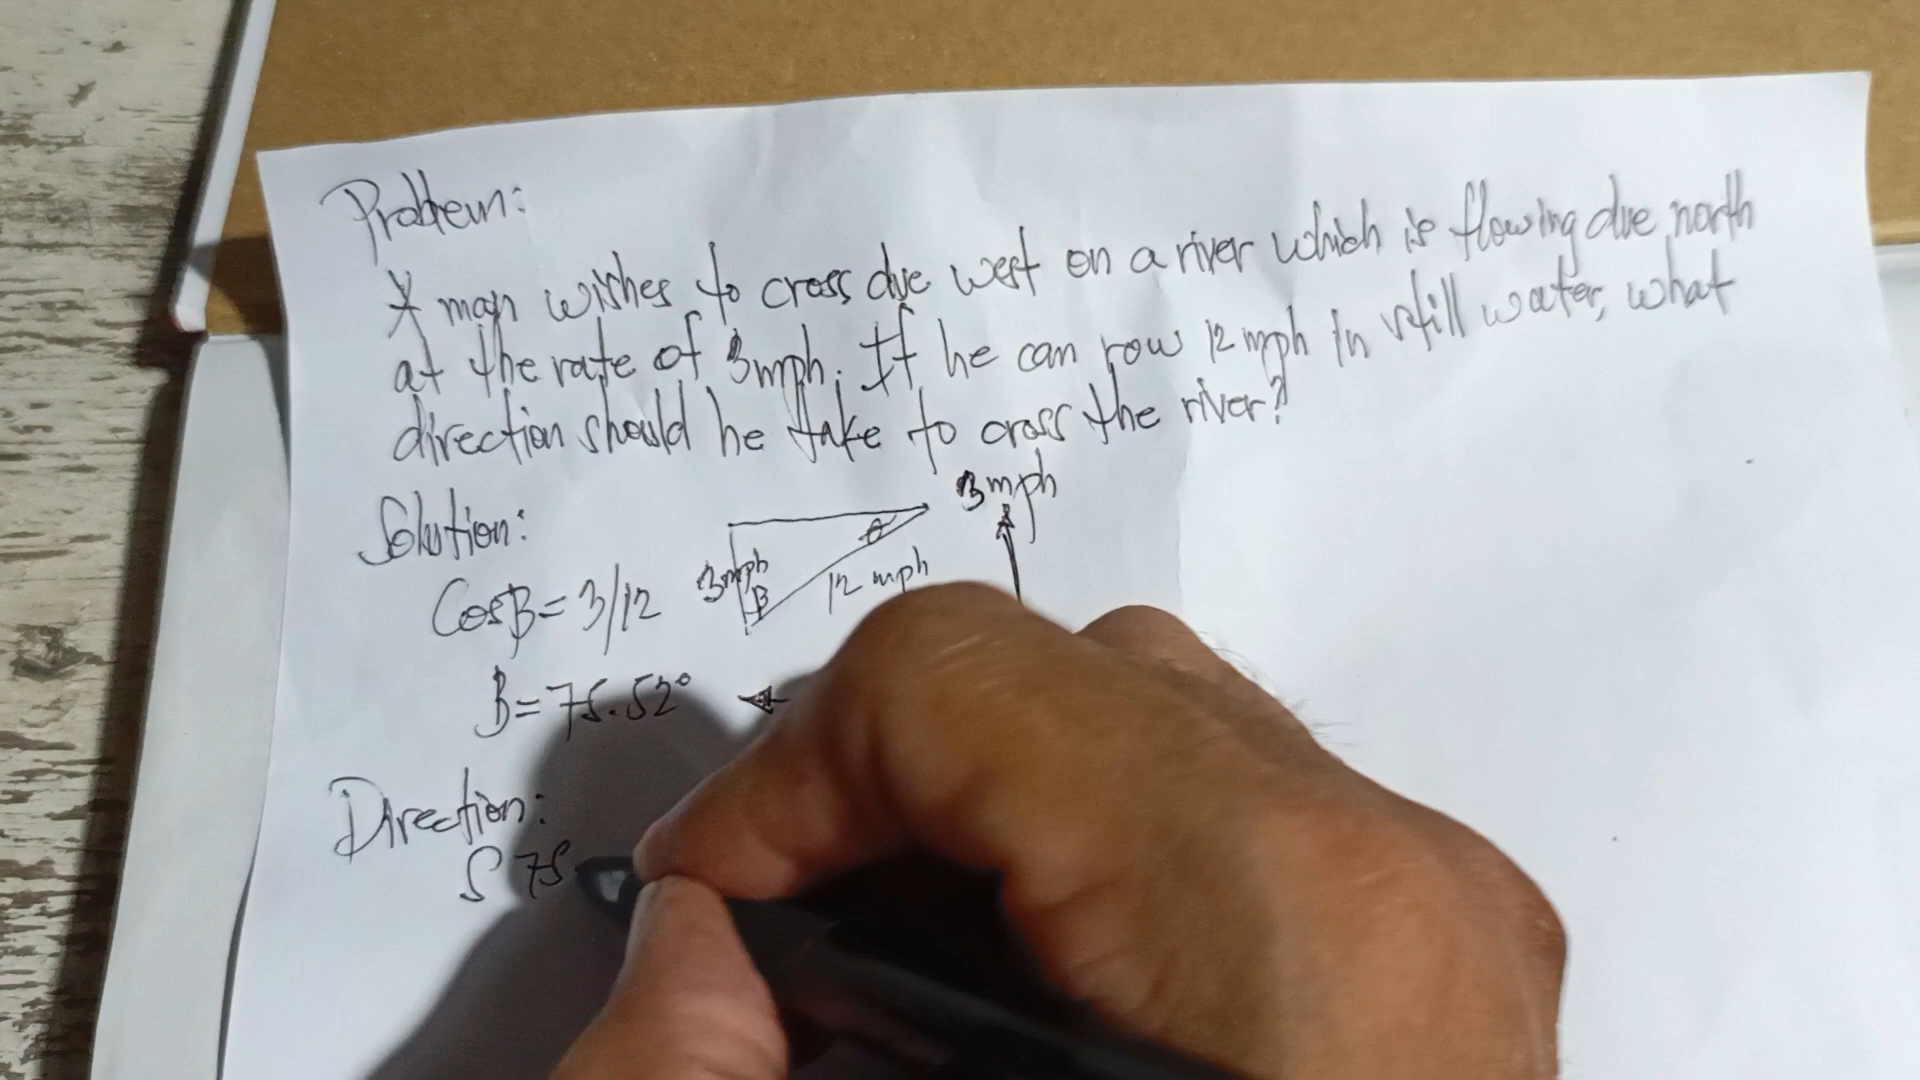 Problem:
A man wishes to cross due west on a river which is flowing due north
at the rate of 3mph. If he can row 12 mph in still water, what
direction should he take to cross the river?
Solution:
3mph
θ
Cosβ = 3/12
3mph
β
12 mph
β = 75.52°
Direction:
S 75.